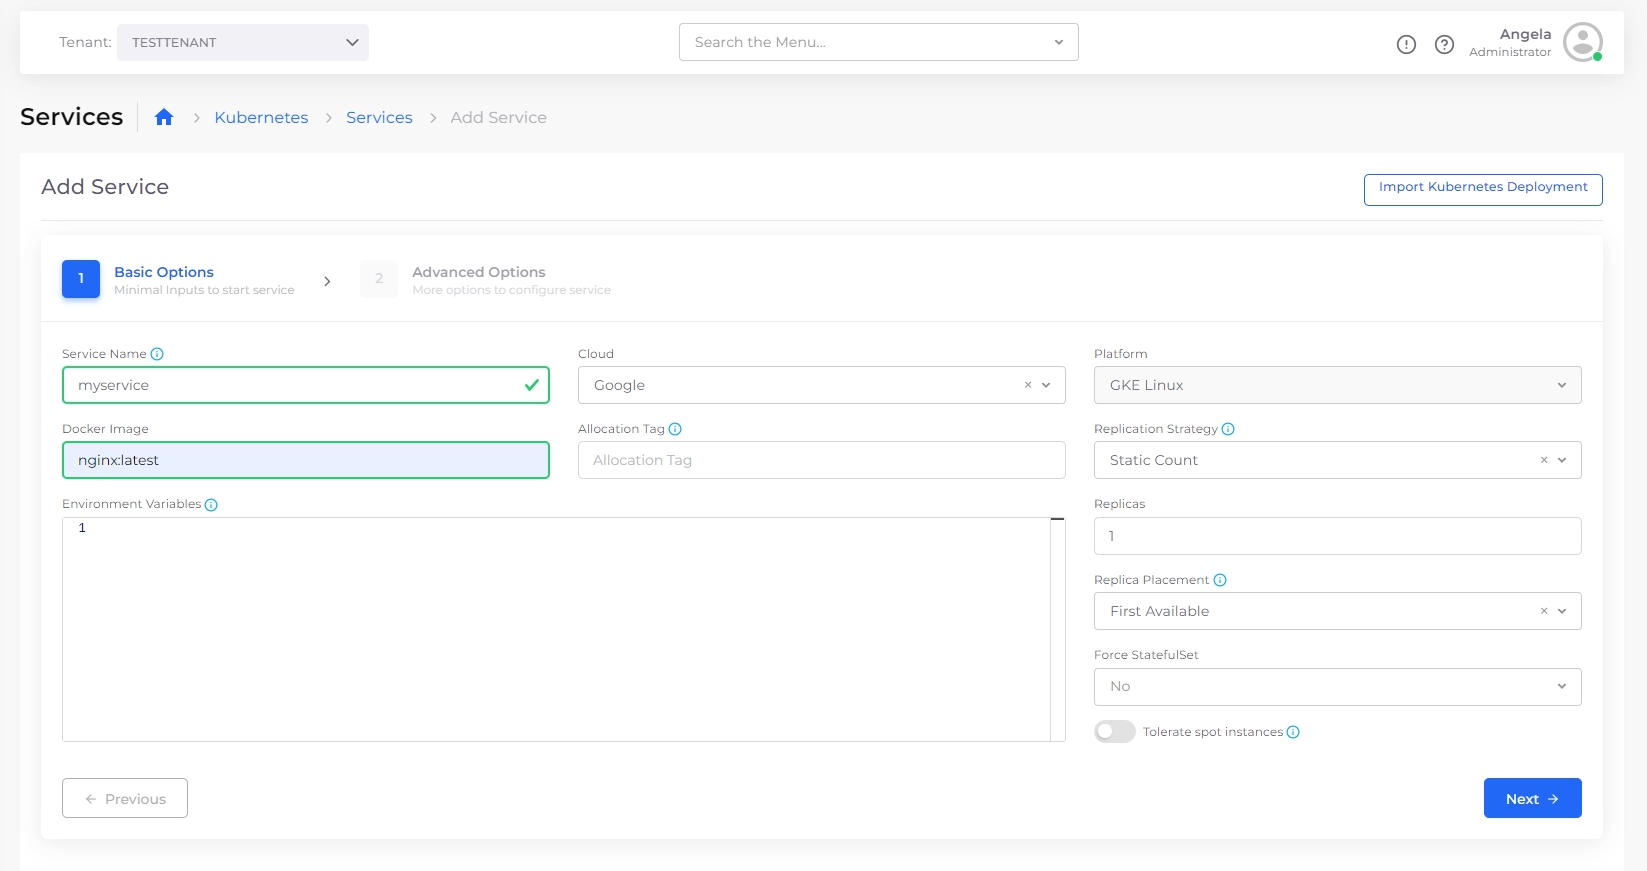 Tenant: TESTTENANT
Search the Menu...
Angela
Administrator
Services
Kubernetes
Services
Add Service
Add Service
Import Kubernetes Deployment
1
Basic Options
Minimal Inputs to start service
2
Advanced Options
More options to configure service
Service Name
Cloud
Platform
myservice
Google
GKE Linux
Docker Image
Allocation Tag
Replication Strategy
nginx:latest
Allocation Tag
Static Count
Environment Variables
Replicas
1
1
Replica Placement
First Available
Force StatefulSet
No
Tolerate spot instances
Previous
Next